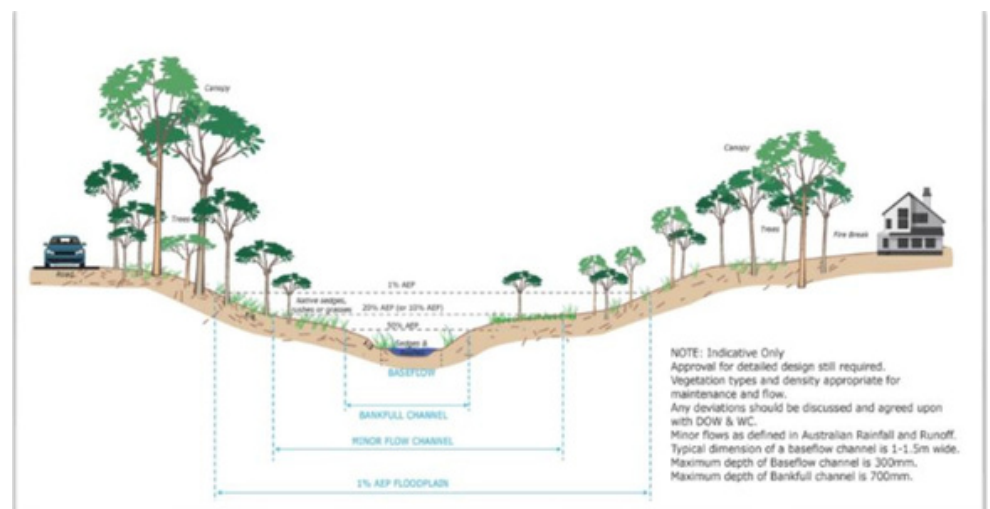 Canopy
Canopy
Trees
Trees
Fire Break
Road
1% AEP
Native sedges,
rushes or grasses
20% AEP (or 10% AEP)
50% AEP
Sedges &
BASEFLOW
BANKFULL CHANNEL
MINOR FLOW CHANNEL
1% AEP FLOODPLAIN
NOTE: Indicative Only
Approval for detailed design still required.
Vegetation types and density appropriate for
maintenance and flow.
Any deviations should be discussed and agreed upon
with DOW & WC.
Minor flows as defined in Australian Rainfall and Runoff.
Typical dimension of a baseflow channel is 1-1.5m wide.
Maximum depth of Baseflow channel is 300mm.
Maximum depth of Bankfull channel is 700mm.